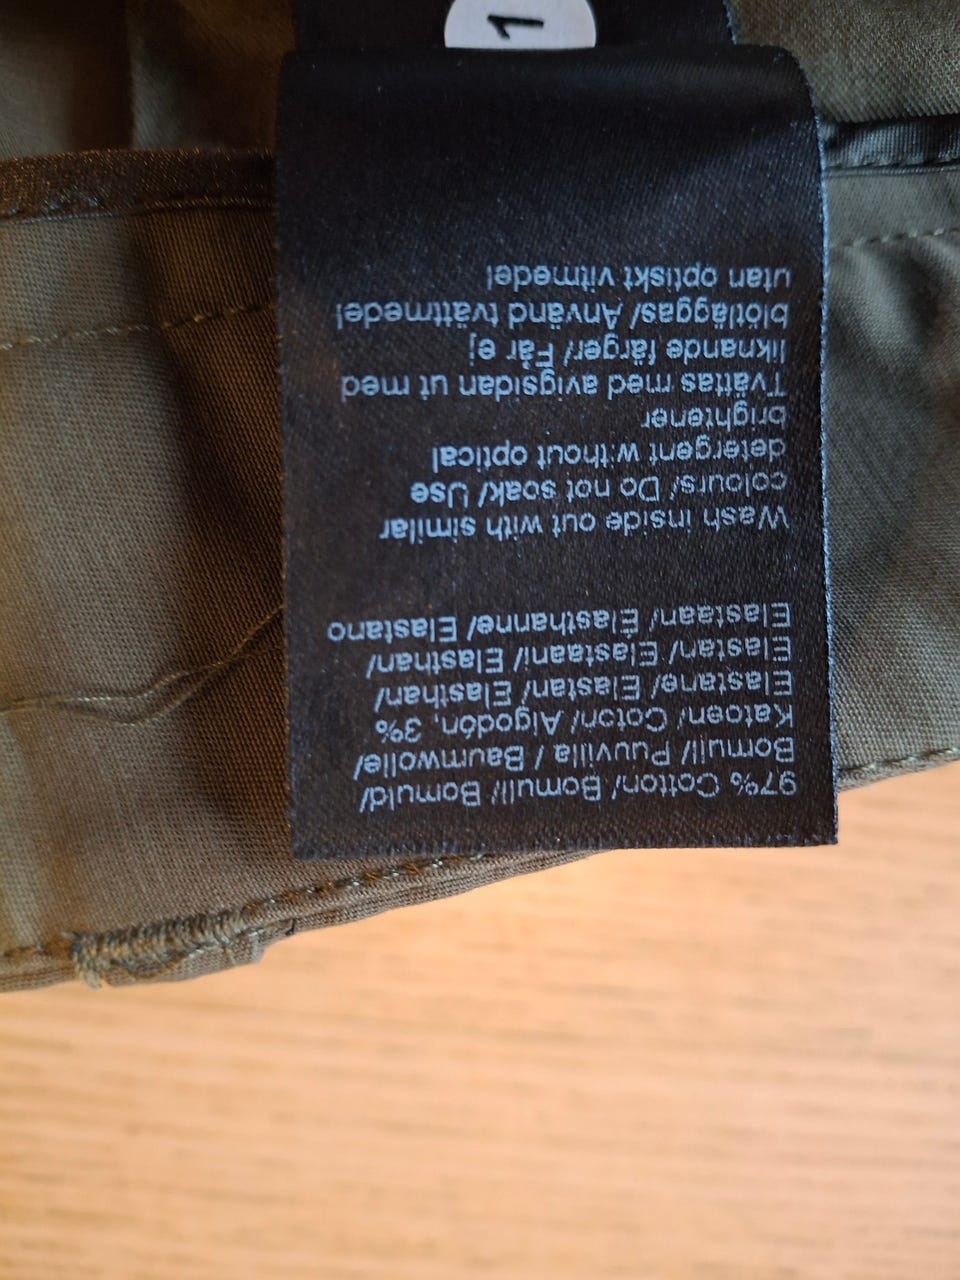 97% Cotton/ Bomull/ Bomuld/
Bomull/ Puuvilla / Baumwolle/
Katoen/ Coton/ Algodón, 3%
Elastane/ Elastan/ Elasthan/
Elastan/ Elastaani/ Elasthan/
Elastaan/ Élasthanne/ Elastano
Wash inside out with similar
colours/ Do not soak/ Use
detergent without optical
brightener
Tvättas med avigsidan ut med
liknande färger/ Får ej
blötläggas/ Använd tvättmedel
utan optiskt vitmedel
1